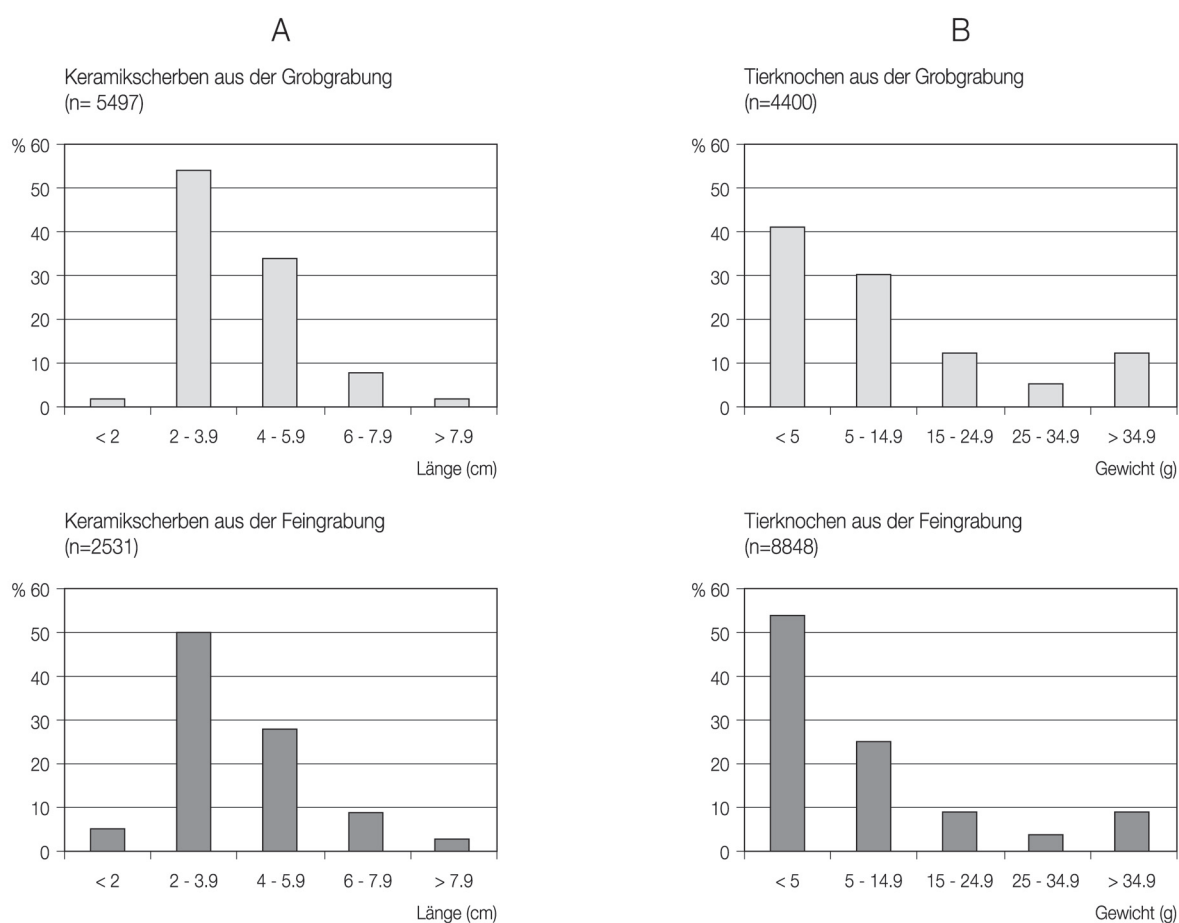 A
Keramikscherben aus der Grobgrabung
(n= 5497)
% 60
50
40
30
20
10
0
< 2 2 - 3.9 4 - 5.9 6 - 7.9 > 7.9
Länge (cm)
Keramikscherben aus der Feingrabung
(n=2531)
% 60
50
40
30
20
10
0
< 2 2 - 3.9 4 - 5.9 6 - 7.9 > 7.9
Länge (cm)
B
Tierknochen aus der Grobgrabung
(n=4400)
% 60
50
40
30
20
10
0
< 5 5 - 14.9 15 - 24.9 25 - 34.9 > 34.9
Gewicht (g)
Tierknochen aus der Feingrabung
(n=8848)
% 60
50
40
30
20
10
0
< 5 5 - 14.9 15 - 24.9 25 - 34.9 > 34.9
Gewicht (g)